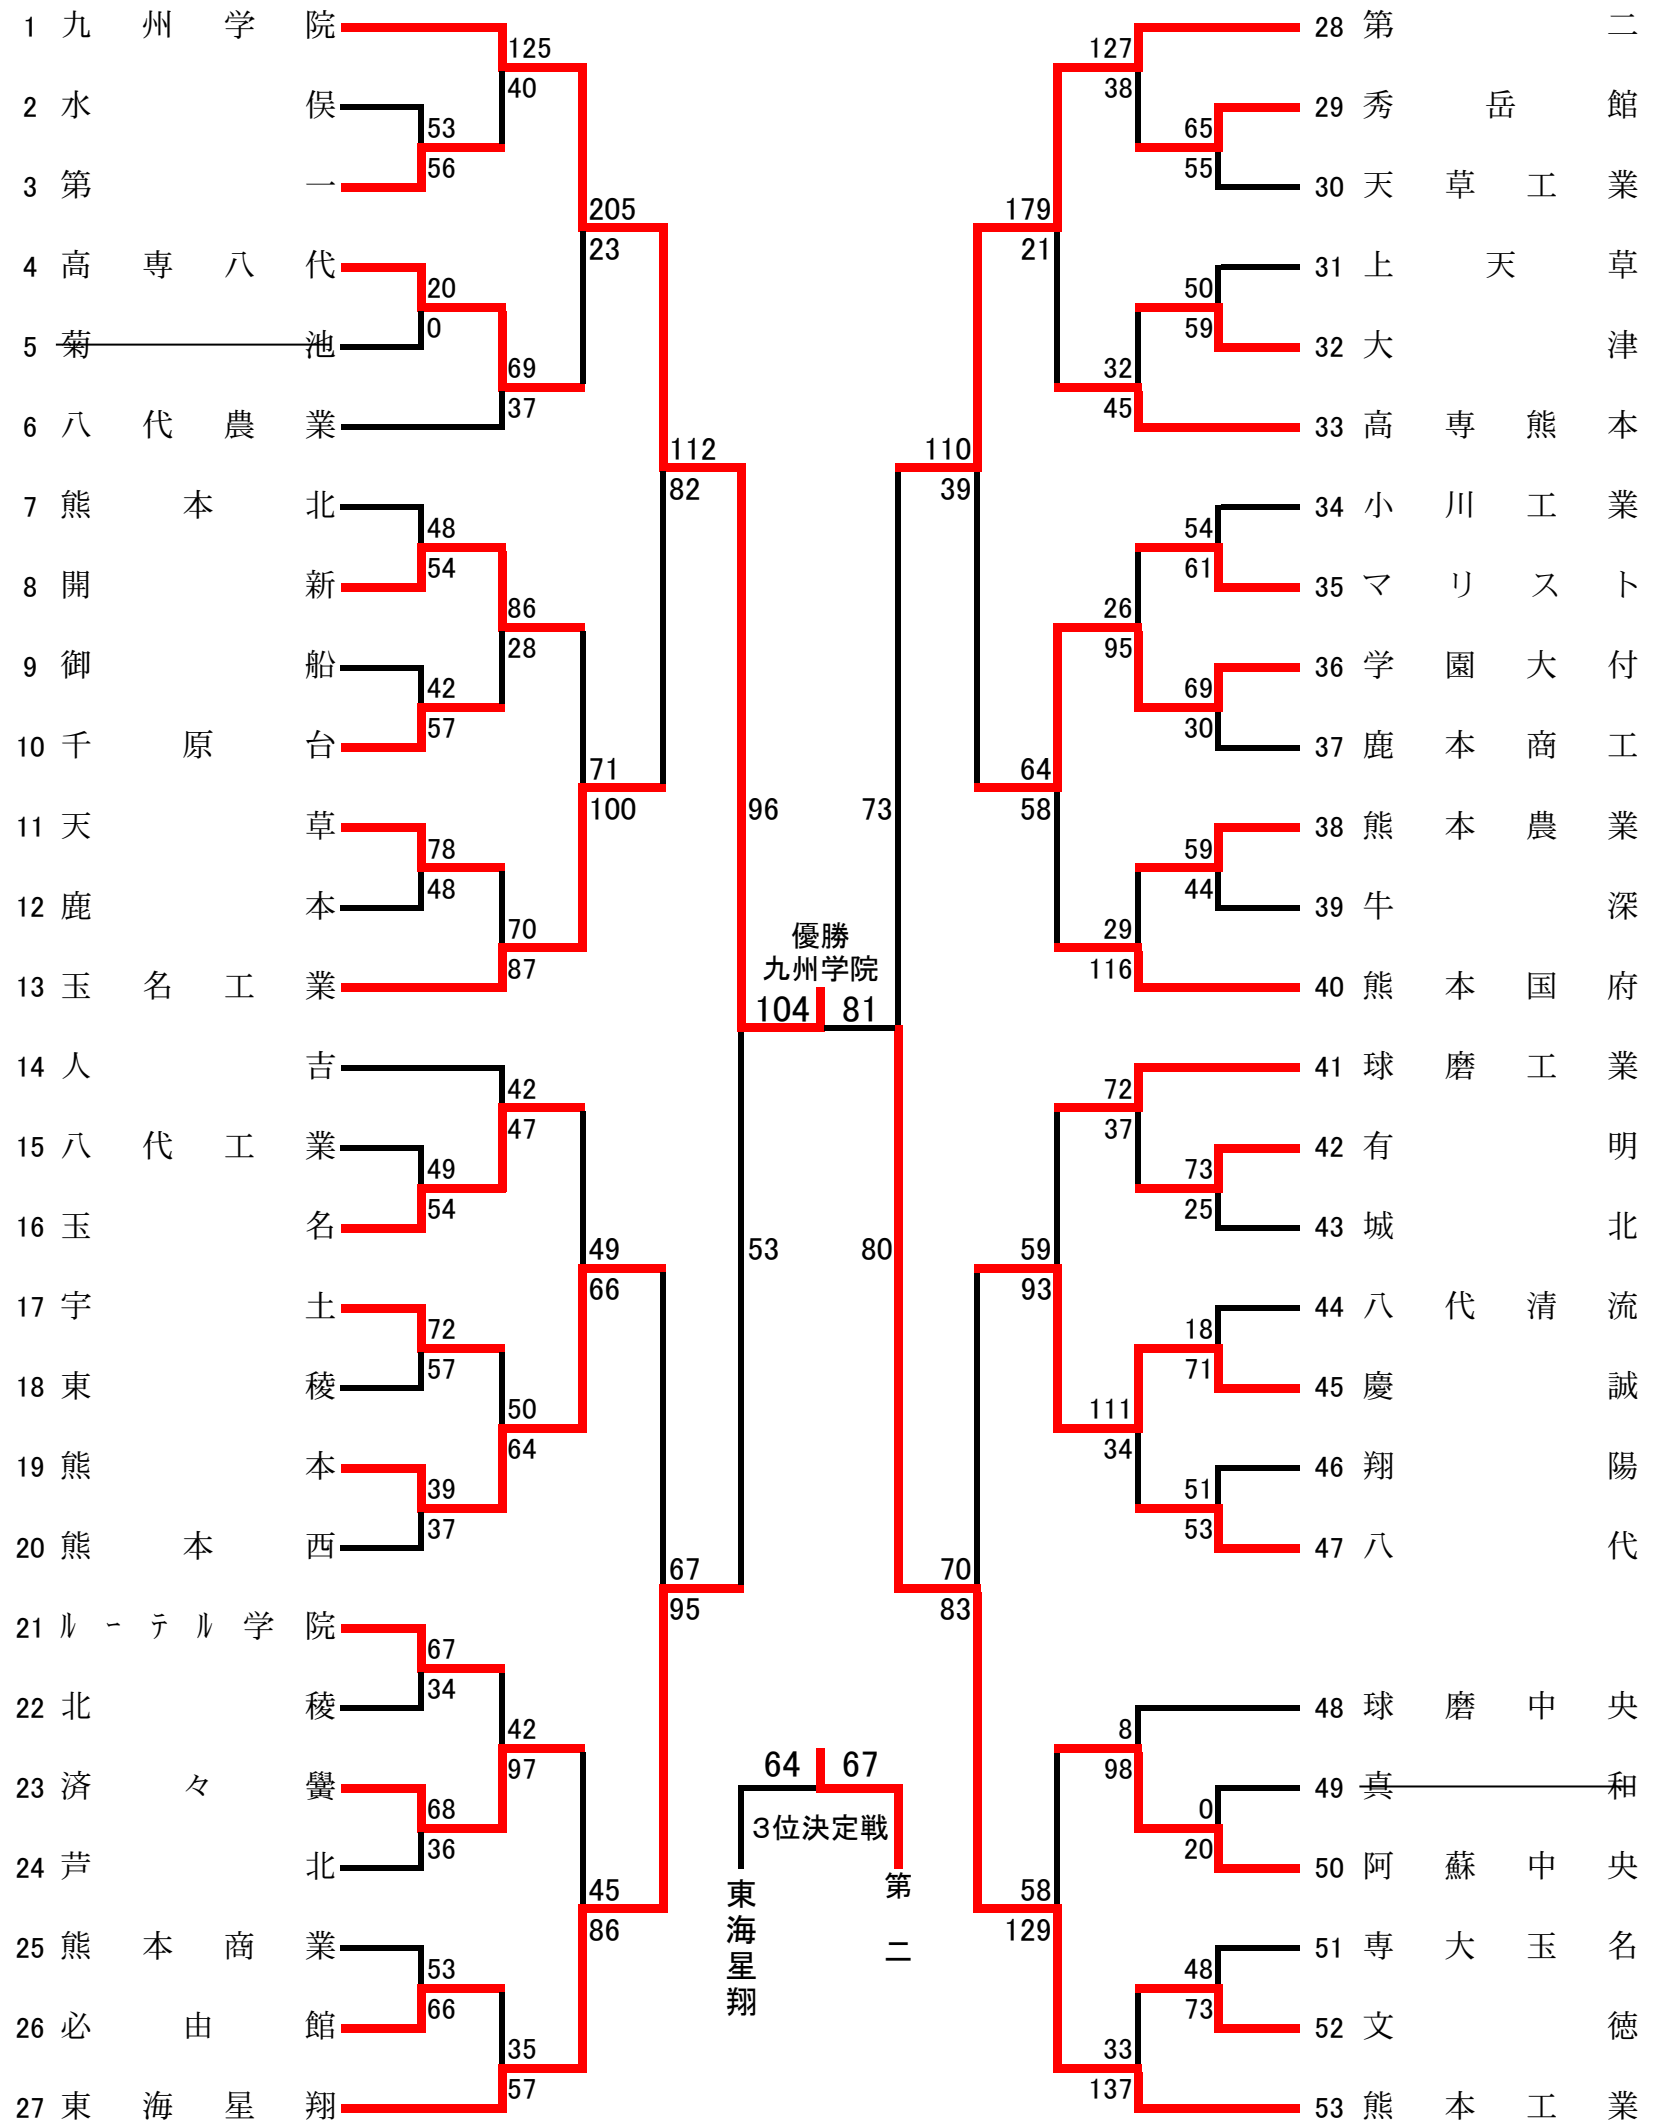 1 九州学院
125
40
2 水俣
53
56
3 第一
205
23
4 高専八代
20
0
5 菊池
69
37
6 八代農業
112
82
7 熊本北
48
54
8 開新
86
28
9 御船
42
57
10 千原台
71
100
96
11 天草
78
48
12 鹿本
70
87
13 玉名工業
14 人吉
42
47
15 八代工業
49
54
16 玉名
49
66
53
17 宇土
72
57
18 東稜
50
64
19 熊本
39
37
20 熊本西
67
95
21 ルーテル学院
67
34
22 北稜
42
97
23 済々黌
68
36
24 芦北
45
86
25 熊本商業
53
66
26 必由館
35
57
27 東海星翔
優勝
九州学院
104 81
64 67
3位決定戦
東海星翔
第二
28 第二
127
38
29 秀岳館
65
55
30 天草工業
179
21
31 上天草
50
59
32 大津
32
45
33 高専熊本
110
39
34 小川工業
54
61
35 マリスト
26
95
36 学園大付
69
30
37 鹿本商工
64
58
73
38 熊本農業
59
44
39 牛深
29
116
40 熊本国府
41 球磨工業
72
37
42 有明
73
25
43 城北
59
93
80
44 八代清流
18
71
45 慶誠
111
34
46 翔陽
51
53
47 八代
70
83
48 球磨中央
8
98
49 真和
0
20
50 阿蘇中央
58
129
51 専大玉名
48
73
52 文徳
33
137
53 熊本工業